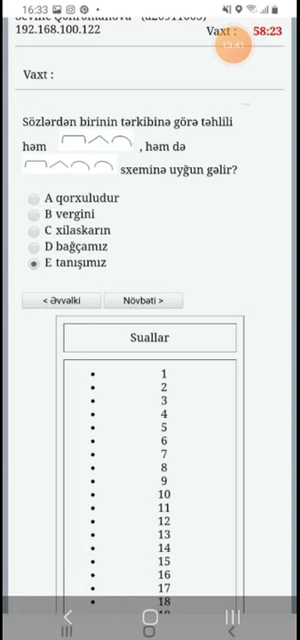 16:33
192.168.100.122
Vaxt : 58:23
13:41
Vaxt :
Sözlərdən birinin tərkibinə görə təhlili
həm , həm də
sxeminə uyğun gəlir?
A qorxuludur
B vergini
C xilaskarın
D bağçamız
E tanışımız
< Əvvəlki Növbəti >
Suallar
1
2
3
4
5
6
7
8
9
10
11
12
13
14
15
16
17
18